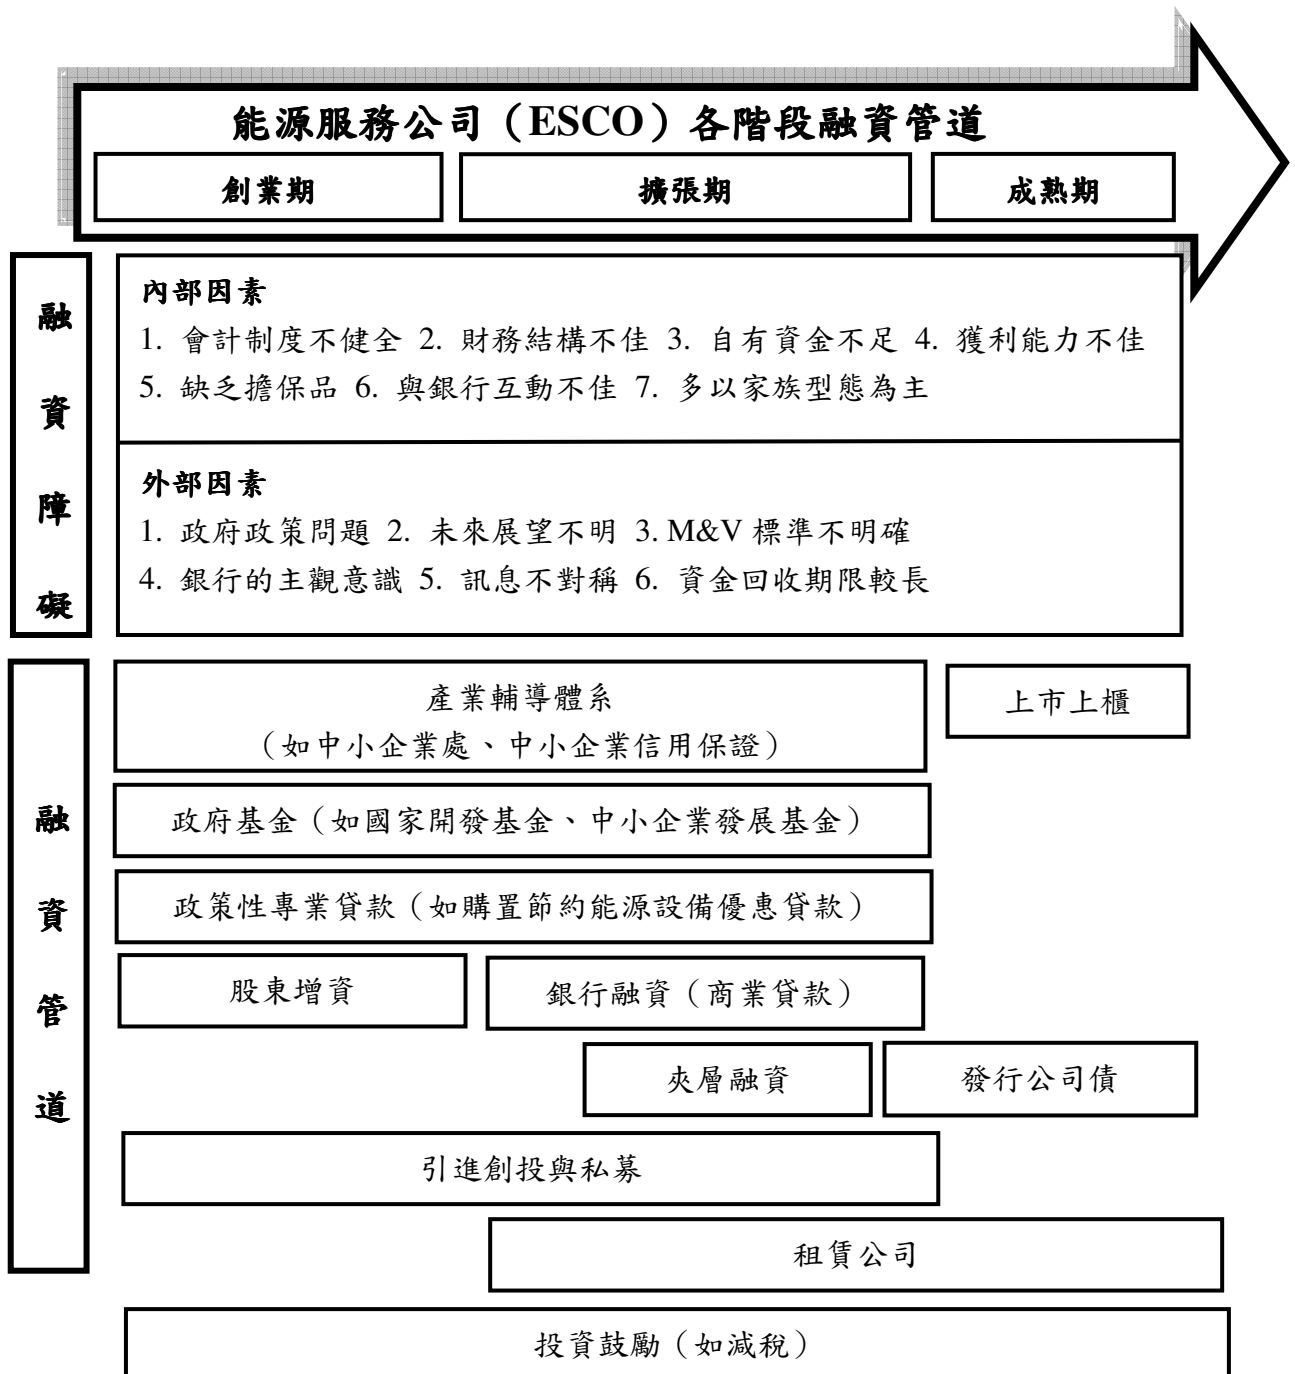 能源服務公司（ESCO）各階段融資管道
創業期
擴張期
成熟期
融資障礙
內部因素
1. 會計制度不健全 2. 財務結構不佳 3. 自有資金不足 4. 獲利能力不佳
5. 缺乏擔保品 6. 與銀行互動不佳 7. 多以家族型態為主
外部因素
1. 政府政策問題 2. 未來展望不明 3. M&V 標準不明確
4. 銀行的主觀意識 5. 訊息不對稱 6. 資金回收期限較長
融資管道
產業輔導體系
（如中小企業處、中小企業信用保證）
上市上櫃
政府基金（如國家開發基金、中小企業發展基金）
政策性專業貸款（如購置節約能源設備優惠貸款）
股東增資
銀行融資（商業貸款）
夾層融資
發行公司債
引進創投與私募
租賃公司
投資鼓勵（如減稅）